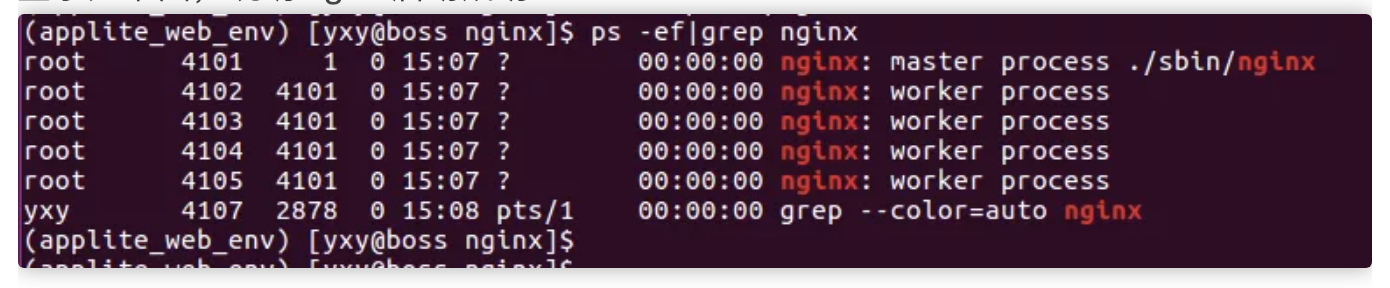 (applite_web_env) [yxy@boss nginx]$ ps -ef|grep nginx
root      4101     1  0 15:07 ?        00:00:00 nginx: master process ./sbin/nginx
root      4102  4101  0 15:07 ?        00:00:00 nginx: worker process
root      4103  4101  0 15:07 ?        00:00:00 nginx: worker process
root      4104  4101  0 15:07 ?        00:00:00 nginx: worker process
root      4105  4101  0 15:07 ?        00:00:00 nginx: worker process
yxy       4107  2878  0 15:08 pts/1    00:00:00 grep --color=auto nginx
(applite_web_env) [yxy@boss nginx]$
(applite_web_env) [yxy@boss nginx]$